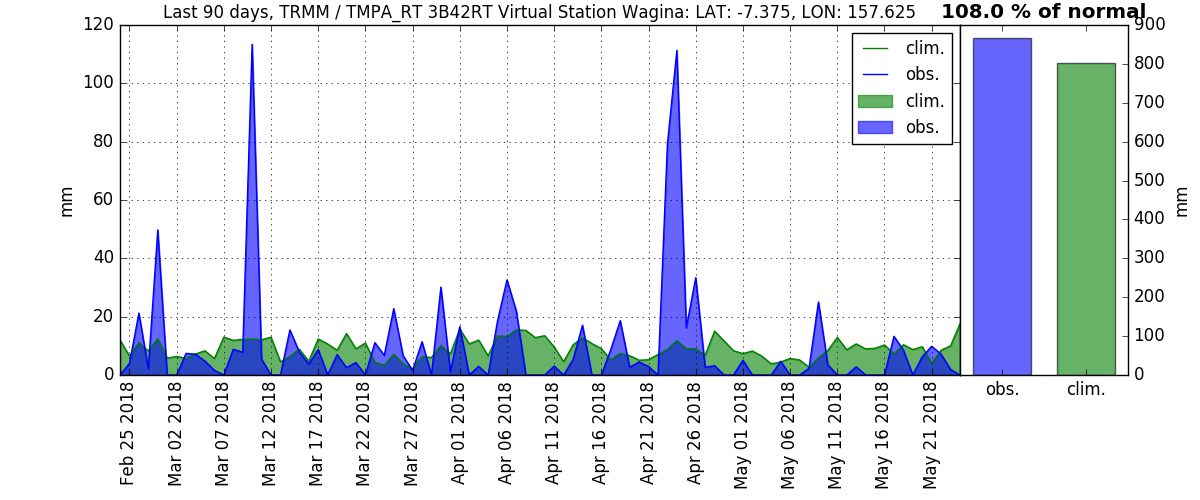 Last 90 days, TRMM / TMPA_RT 3B42RT Virtual Station Wagina: LAT: -7.375, LON: 157.625
108.0 % of normal
120
100
80
60
40
20
0
mm
clim.
obs.
clim.
obs.
900
800
700
600
500
400
300
200
100
0
mm
obs.
clim.
Feb 25 2018
Mar 02 2018
Mar 07 2018
Mar 12 2018
Mar 17 2018
Mar 22 2018
Mar 27 2018
Apr 01 2018
Apr 06 2018
Apr 11 2018
Apr 16 2018
Apr 21 2018
Apr 26 2018
May 01 2018
May 06 2018
May 11 2018
May 16 2018
May 21 2018